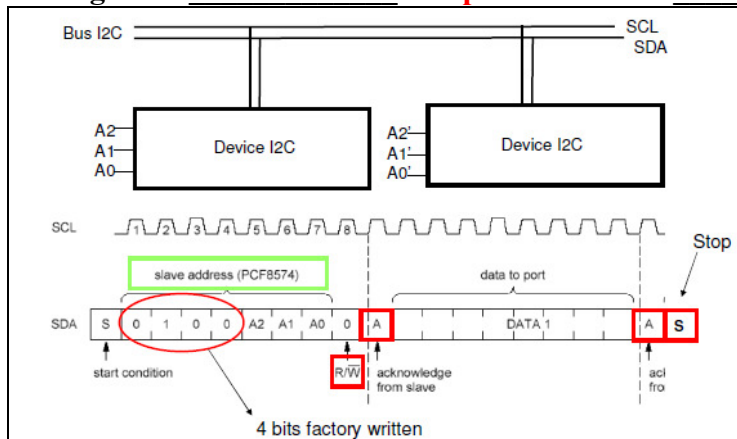 Bus I2C
SCL
SDA
A2
A1
A0
Device I2C
A2'
A1'
A0'
Device I2C
SCL
1 2 3 4 5 6 7 8
Stop
slave address (PCF8574)
data to port
SDA
S 0 1 0 0 A2 A1 A0 0 A DATA 1 A S
start condition
R/W̅
acknowledge
from slave
4 bits factory written